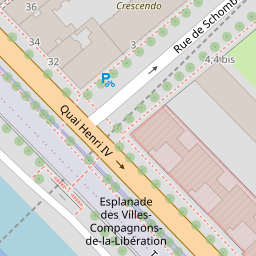 36
Crescendo
34
3
32
Rue de Schomb
4;4 bis
Quai Henri IV
Esplanade
des Villes-
Compagnons-
de-la-Libération